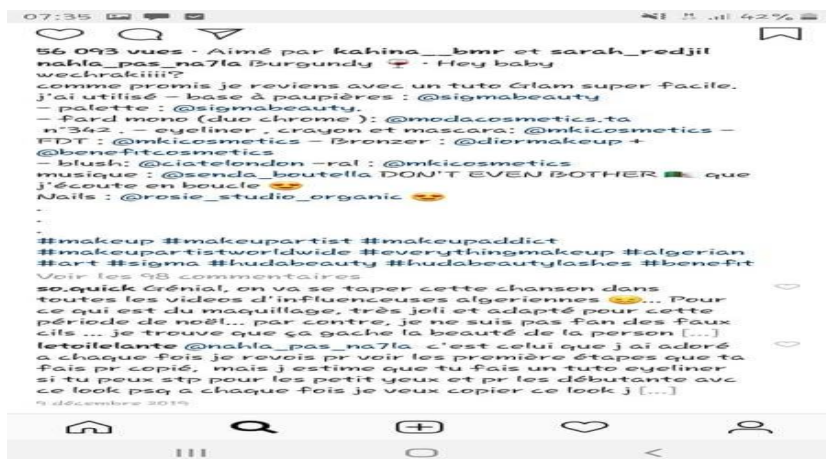 07:35 42%
56 093 vues · Aimé par kahina__bmr et sarah_redjil
nahla_pas_na7la Burgundy 🍷 · Hey baby
wechrakiiii?
comme promis je reviens avec un tuto Glam super facile.
j'ai utilisé – base à paupières : @sigmabeauty
– palette : @sigmabeauty.
– fard mono (duo chrome ): @modacosmetics.ta
n°342 . – eyeliner , crayon et mascara: @mkicosmetics –
FDT : @mkicosmetics – Bronzer : @diormakeup +
@benefitcosmetics
– blush: @ciatelondon –ral : @mkicosmetics
musique : @senda_boutella DON'T EVEN BOTHER 🇩🇿 que
j'écoute en boucle 😍
Nails : @rosie_studio_organic 😍
.
.
.
#makeup #makeupartist #makeupaddict
#makeupartistworldwide #everythingmakeup #algerian
#art #sigma #hudabeauty #hudabeautylashes #benefit
Voir les 98 commentaires
so.quick Génial, on va se taper cette chanson dans
toutes les videos d'influenceuses algeriennes 😅... Pour
ce qui est du maquillage, très joli et adapté pour cette
période de noël... par contre, je ne suis pas fan des faux
cils ... je trouve que ça gache la beauté de la person [...]
letoilelante @nahla_pas_na7la c'est celui que j ai adoré
a chaque fois je revois pr voir les première étapes que ta
fais pr copié, mais j estime que tu fais un tuto eyeliner
si tu peux stp pour les petit yeux et pr les débutante avc
ce look psq a chaque fois je veux copier ce look j [...]
9 décembre 2019